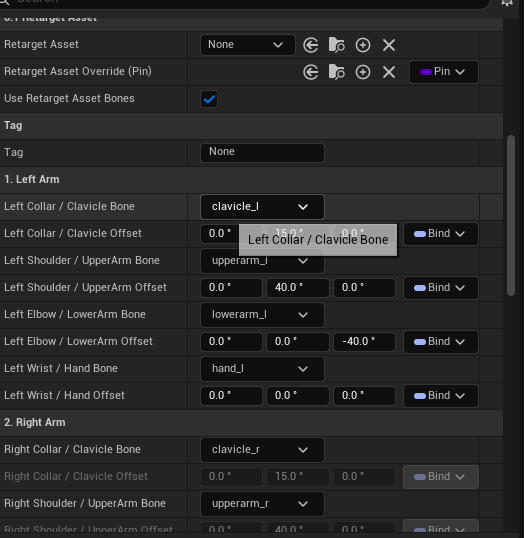 Search
0.1 Retarget Asset
Retarget Asset None
Retarget Asset Override (Pin) Pin
Use Retarget Asset Bones
Tag
Tag None
1. Left Arm
Left Collar / Clavicle Bone clavicle_l
Left Collar / Clavicle Offset 0.0 ° 15.0 ° 0.0 ° Bind
Left Collar / Clavicle Bone
Left Shoulder / UpperArm Bone upperarm_l
Left Shoulder / UpperArm Offset 0.0 ° 40.0 ° 0.0 ° Bind
Left Elbow / LowerArm Bone lowerarm_l
Left Elbow / LowerArm Offset 0.0 ° 0.0 ° -40.0 ° Bind
Left Wrist / Hand Bone hand_l
Left Wrist / Hand Offset 0.0 ° 0.0 ° 0.0 ° Bind
2. Right Arm
Right Collar / Clavicle Bone clavicle_r
Right Collar / Clavicle Offset 0.0 ° 15.0 ° 0.0 ° Bind
Right Shoulder / UpperArm Bone upperarm_r
Right Shoulder / UpperArm Offset 0.0 ° 40.0 ° 0.0 ° Bind